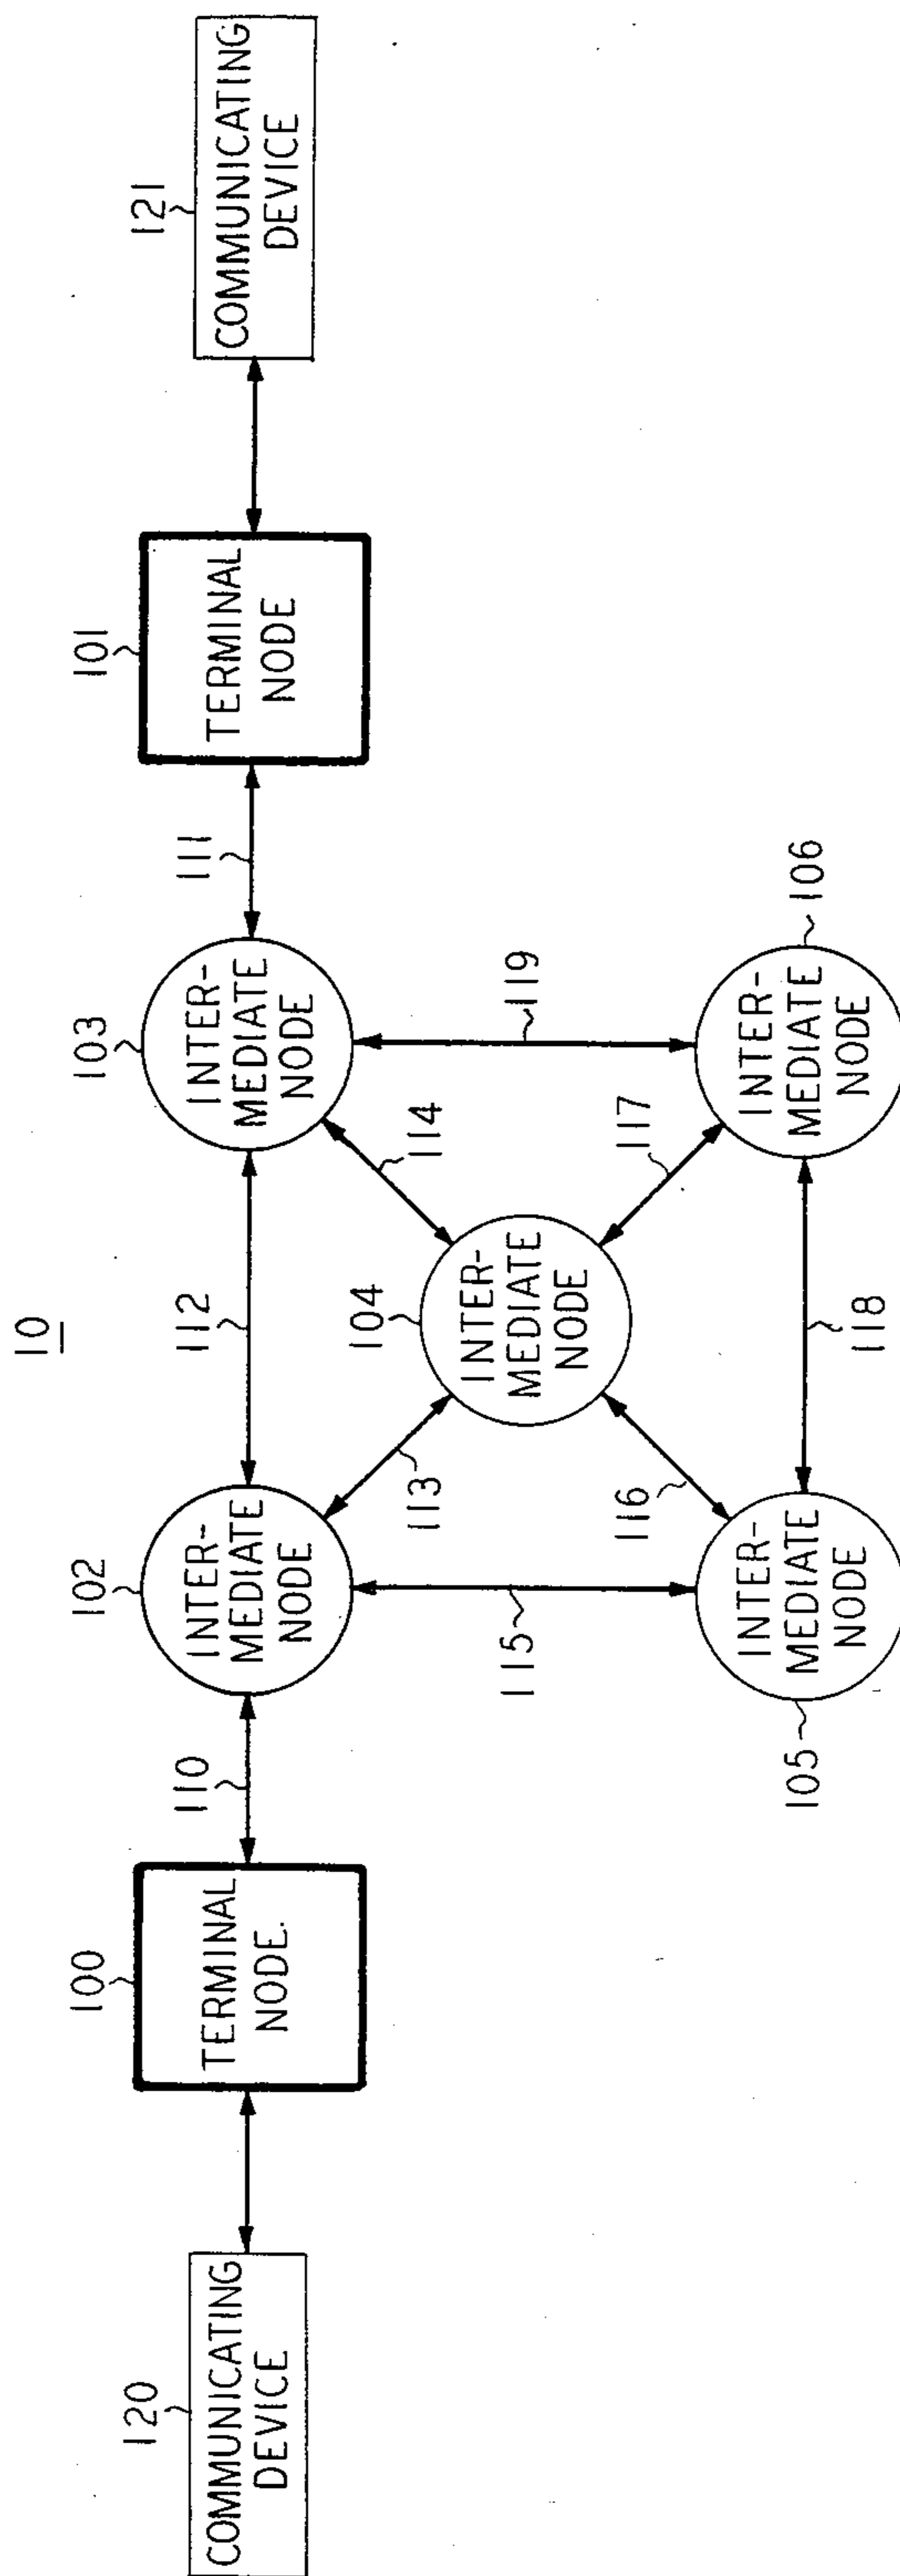 10
120
COMMUNICATING
DEVICE
100
TERMINAL
NODE.
110
102
INTER-
MEDIATE
NODE
112
103
INTER-
MEDIATE
NODE
111
101
TERMINAL
NODE
121
COMMUNICATING
DEVICE
113
104
INTER-
MEDIATE
NODE
114
115
116
117
119
105
INTER-
MEDIATE
NODE
118
INTER-
MEDIATE
NODE
106